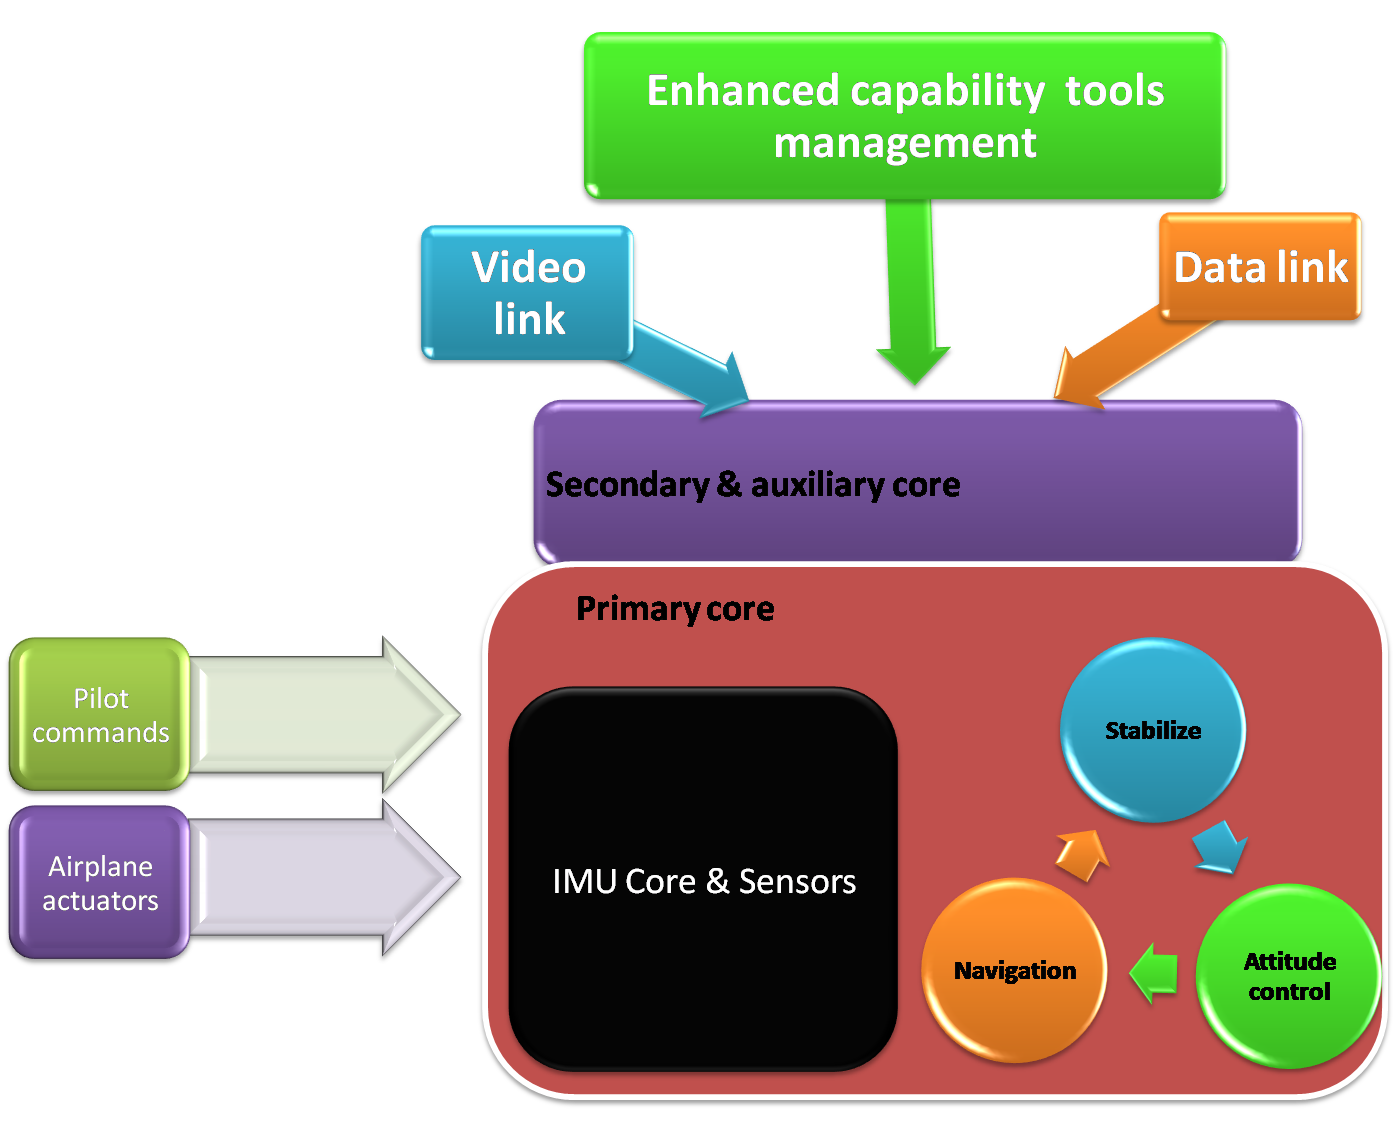 Enhanced capability  tools
management
Video
link
Data link
Secondary & auxiliary core
Primary core
Pilot
commands
Airplane
actuators
IMU Core & Sensors
Stabilize
Attitude
control
Navigation